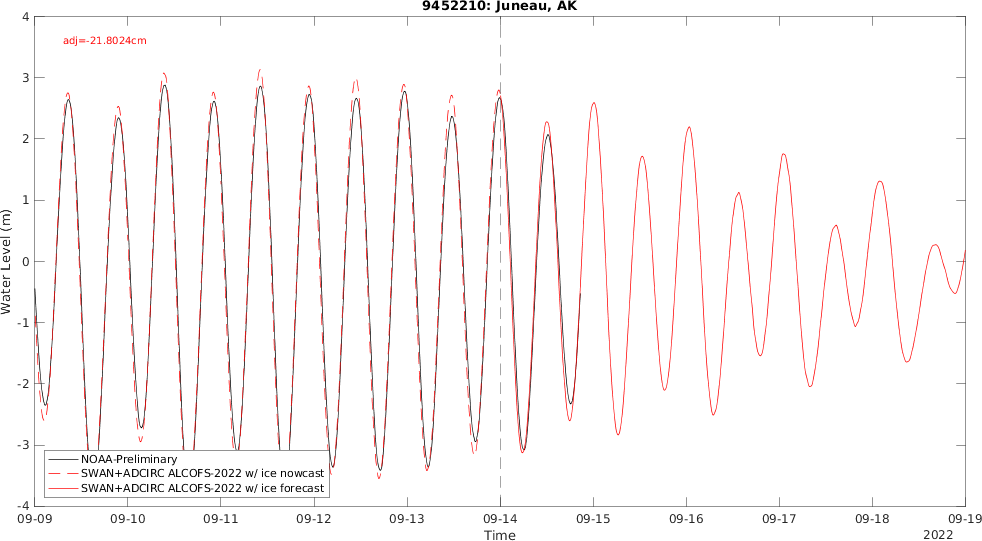 9452210: Juneau, AK
adj=-21.8024cm
Water Level (m)
4
3
2
1
0
-1
-2
-3
-4
NOAA-Preliminary
SWAN+ADCIRC ALCOFS-2022 w/ ice nowcast
SWAN+ADCIRC ALCOFS-2022 w/ ice forecast
09-09 09-10 09-11 09-12 09-13 09-14 09-15 09-16 09-17 09-18 09-19
Time
2022